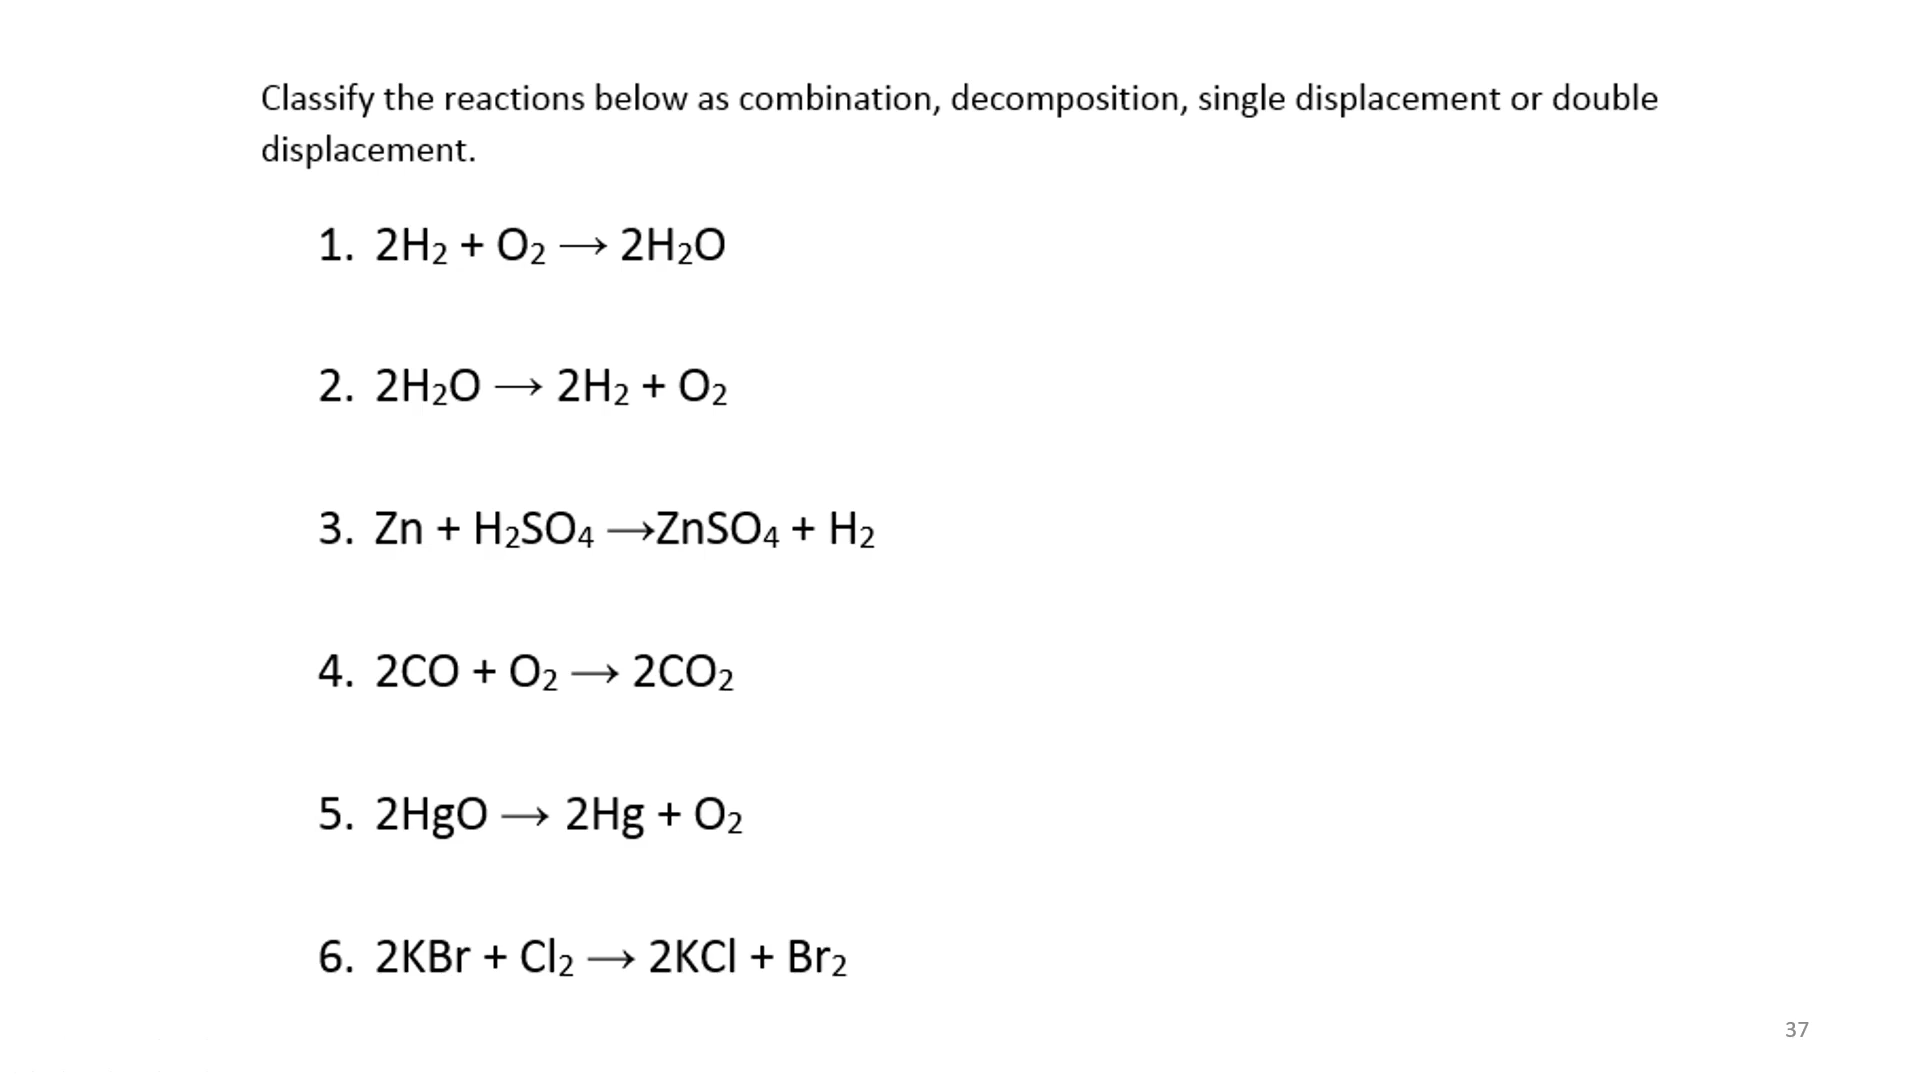 Classify the reactions below as combination, decomposition, single displacement or double
displacement.
1. 2H₂ + O₂ → 2H₂O
2. 2H₂O → 2H₂ + O₂
3. Zn + H₂SO₄ →ZnSO₄ + H₂
4. 2CO + O₂ → 2CO₂
5. 2HgO → 2Hg + O₂
6. 2KBr + Cl₂ → 2KCl + Br₂
37